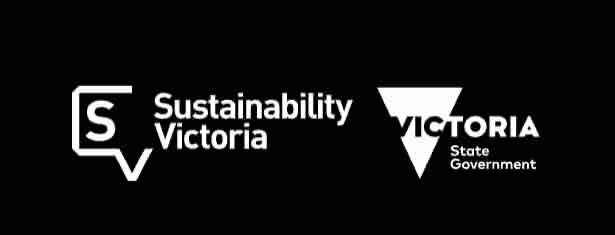 S
Sustainability
Victoria
VICTORIA
State
Government